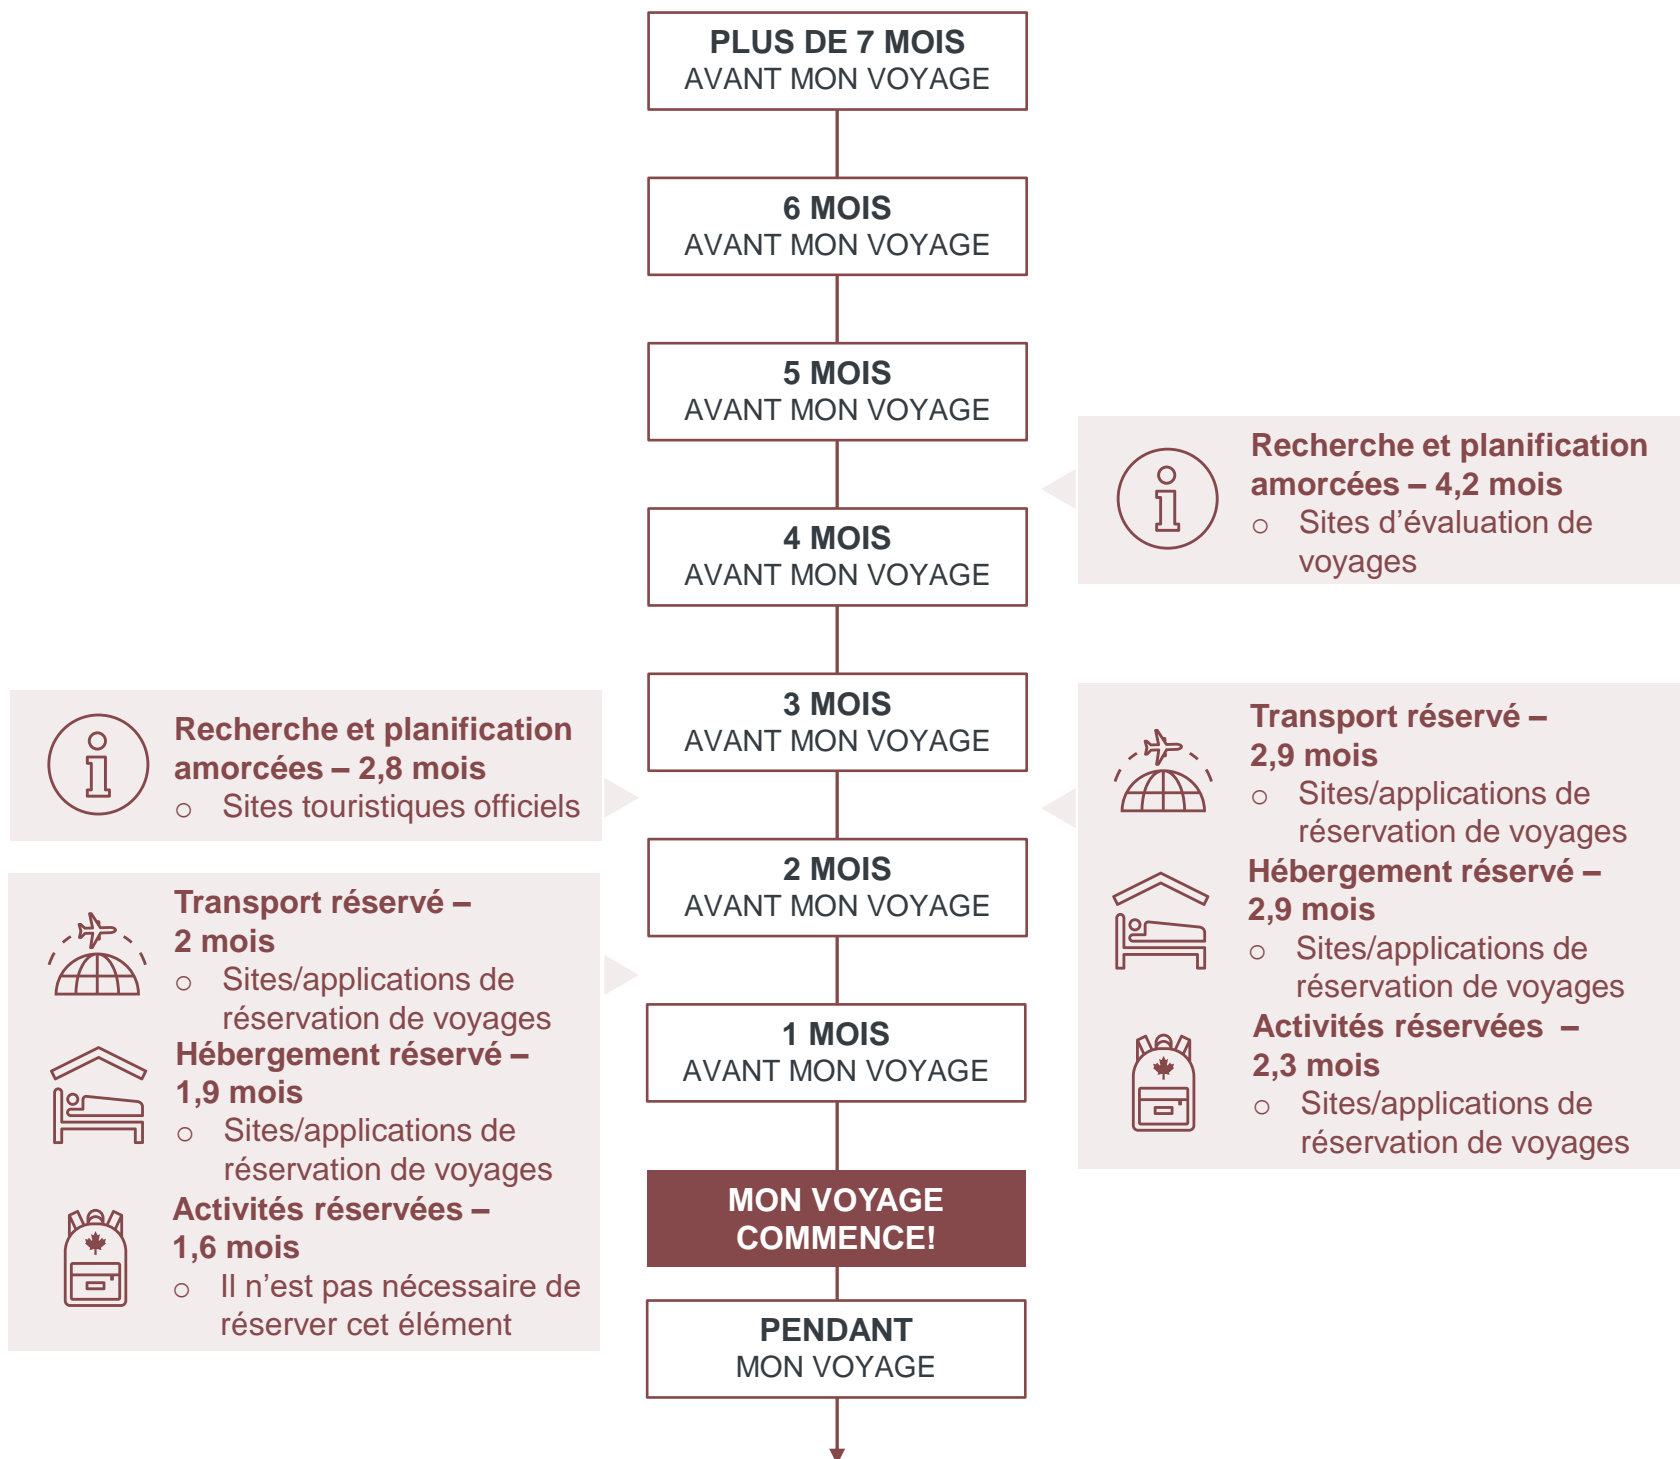 PLUS DE 7 MOIS
AVANT MON VOYAGE
6 MOIS
AVANT MON VOYAGE
5 MOIS
AVANT MON VOYAGE
4 MOIS
AVANT MON VOYAGE
3 MOIS
AVANT MON VOYAGE
2 MOIS
AVANT MON VOYAGE
1 MOIS
AVANT MON VOYAGE
MON VOYAGE
COMMENCE!
PENDANT
MON VOYAGE
Recherche et planification
amorcées – 2,8 mois
○ Sites touristiques officiels
Transport réservé –
2 mois
○ Sites/applications de
réservation de voyages
Hébergement réservé –
1,9 mois
○ Sites/applications de
réservation de voyages
Activités réservées –
1,6 mois
○ Il n’est pas nécessaire de
réserver cet élément
Recherche et planification
amorcées – 4,2 mois
○ Sites d’évaluation de
voyages
Transport réservé –
2,9 mois
○ Sites/applications de
réservation de voyages
Hébergement réservé –
2,9 mois
○ Sites/applications de
réservation de voyages
Activités réservées –
2,3 mois
○ Sites/applications de
réservation de voyages